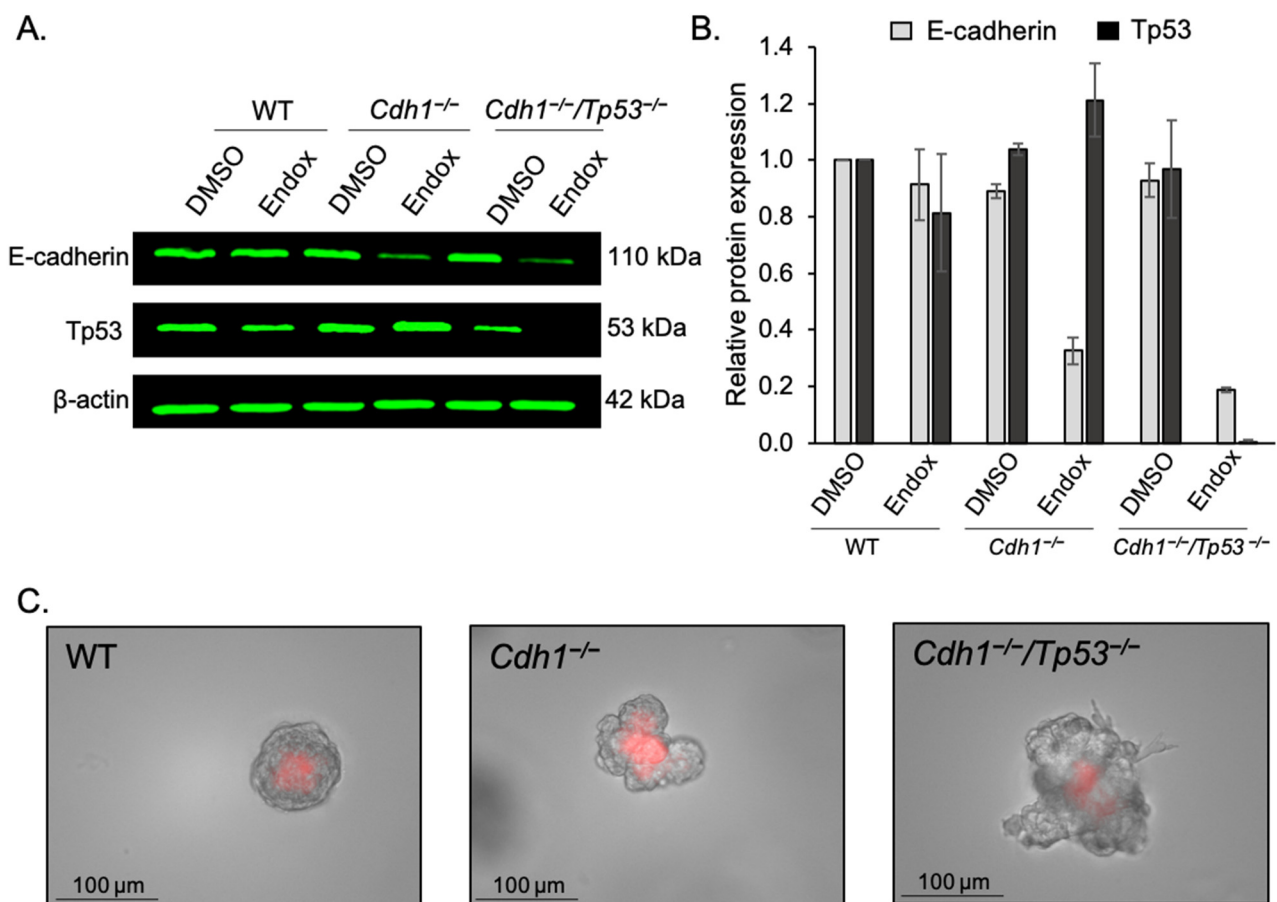 A.
WT Cdh1⁻/⁻ Cdh1⁻/⁻/Tp53⁻/⁻
DMSO Endox DMSO Endox DMSO Endox
E-cadherin 110 kDa
Tp53 53 kDa
β-actin 42 kDa
B.
E-cadherin Tp53
Relative protein expression
1.4
1.2
1.0
0.8
0.6
0.4
0.2
0.0
DMSO Endox DMSO Endox DMSO Endox
WT Cdh1⁻/⁻ Cdh1⁻/⁻/Tp53⁻/⁻
C.
WT
100 µm
Cdh1⁻/⁻
100 µm
Cdh1⁻/⁻/Tp53⁻/⁻
100 µm